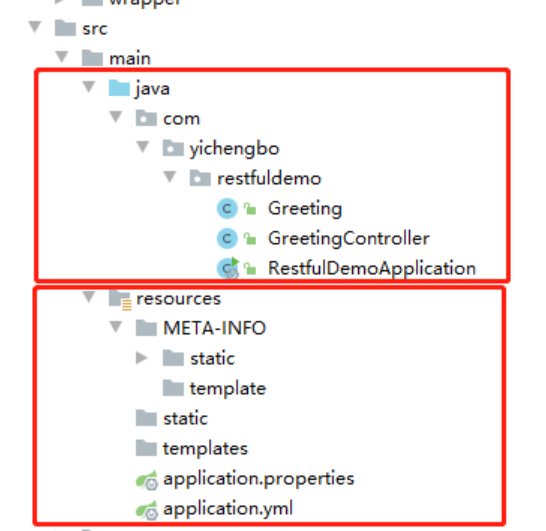 wrapper
src
main
java
com
yichengbo
restfuldemo
Greeting
GreetingController
RestfulDemoApplication
resources
META-INFO
static
template
static
templates
application.properties
application.yml